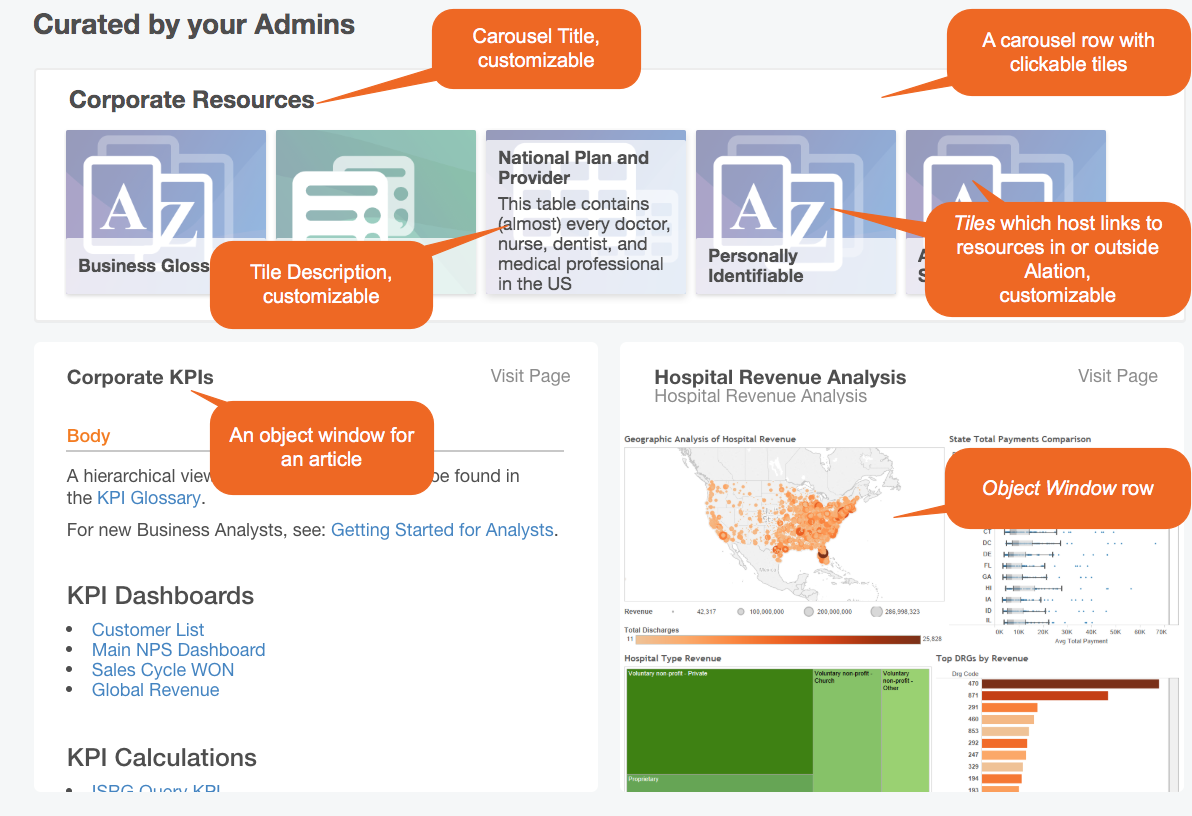 Curated by your Admins
Carousel Title,
customizable
A carousel row with
clickable tiles
Corporate Resources
A Z
Business Gloss
National Plan and
Provider
This table contains
(almost) every doctor,
nurse, dentist, and
medical professional
in the US
A Z
Personally
Identifiable
Tile Description,
customizable
Tiles which host links to
resources in or outside
Alation,
customizable
Corporate KPIs
Visit Page
An object window for
an article
Body
A hierarchical view
be found in
the KPI Glossary.
For new Business Analysts, see: Getting Started for Analysts.
KPI Dashboards
• Customer List
• Main NPS Dashboard
• Sales Cycle WON
• Global Revenue
KPI Calculations
• ISRG Query KPI
Hospital Revenue Analysis
Visit Page
Hospital Revenue Analysis
Geographic Analysis of Hospital Revenue
State Total Payments Comparison
Object Window row
Mexico
CT
DC
DE
FL
GA
HI
IA
ID
IL
0K 10K 20K 30K 40K 50K 60K 70K
Avg Total Payment
Revenue 42,317 100,000,000 200,000,000 286,998,323
Total Discharges
11 25,828
Hospital Type Revenue
Voluntary non-profit - Private
Voluntary non-profit -
Church
Voluntary
non-profit -
Other
Proprietary
Top DRGs by Revenue
Drg Code
470
871
291
460
853
292
247
329
194
193